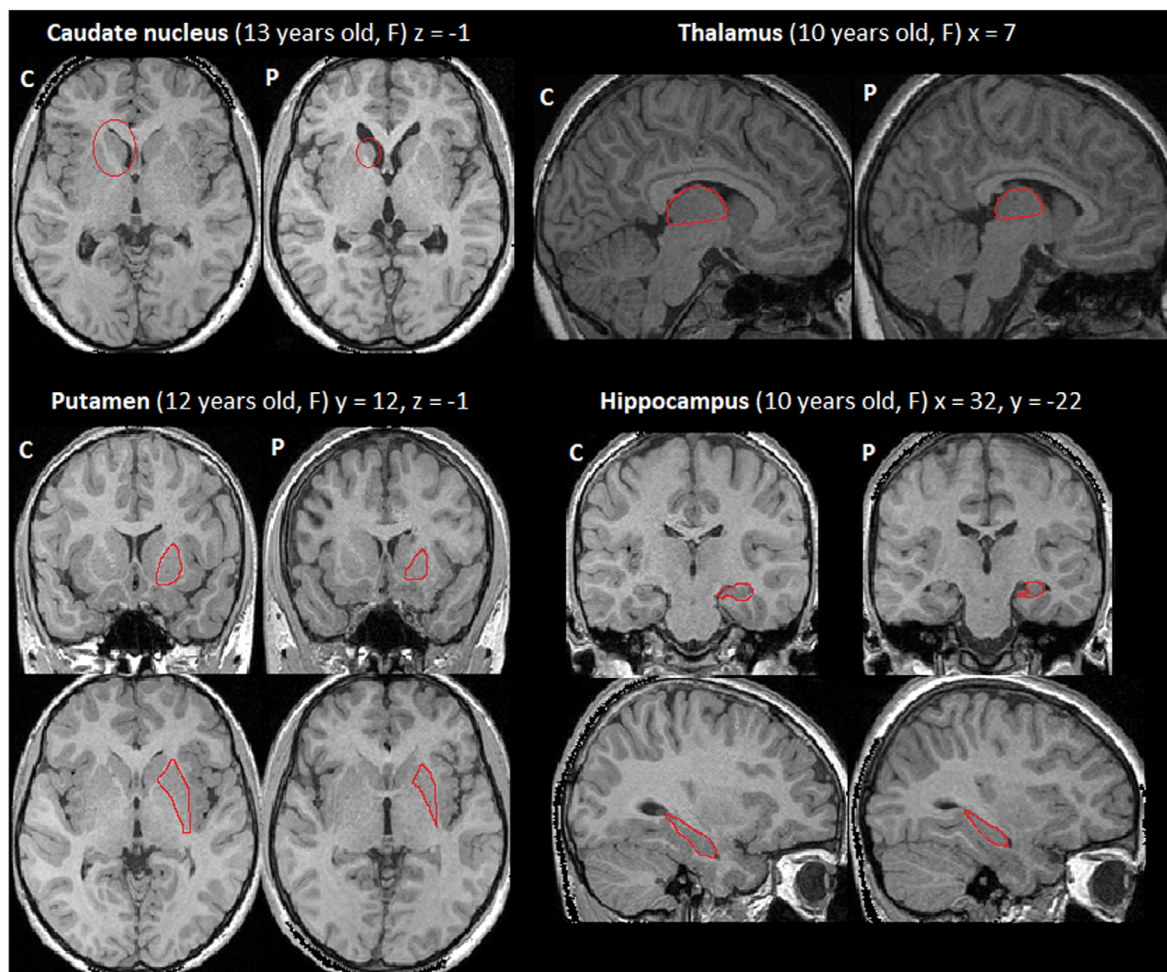 Caudate nucleus (13 years old, F) z = -1
C P
Thalamus (10 years old, F) x = 7
C P
Putamen (12 years old, F) y = 12, z = -1
C P
Hippocampus (10 years old, F) x = 32, y = -22
C P